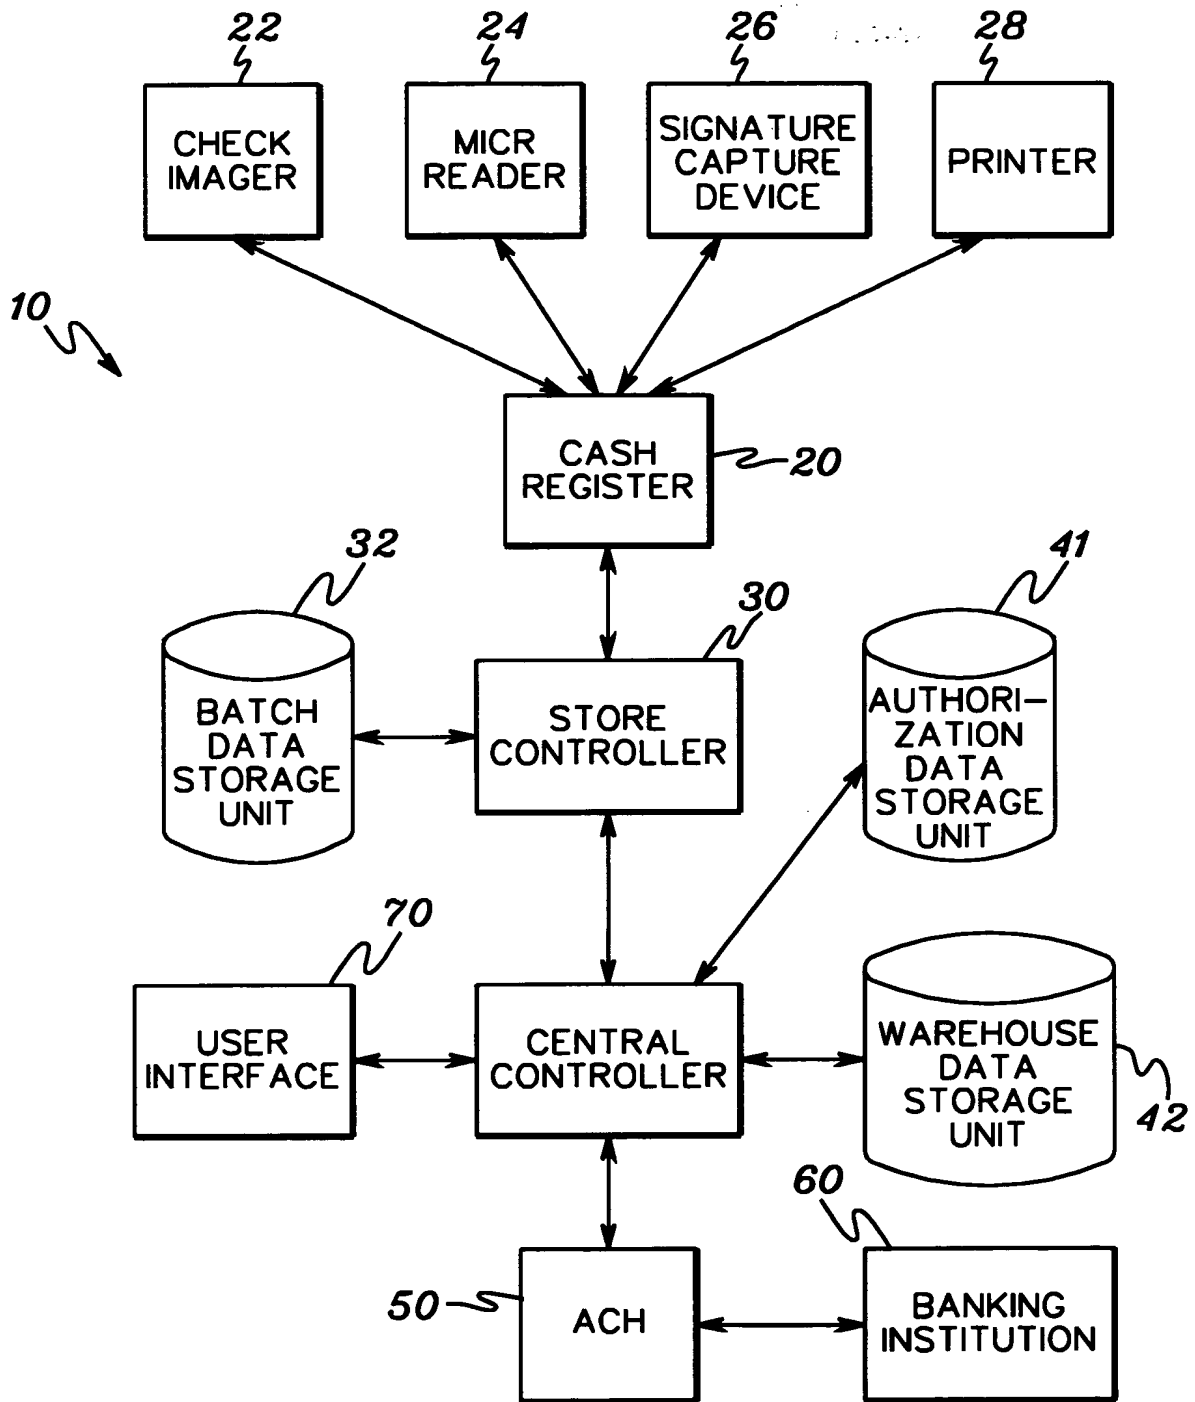 22
24
26
28
CHECK
IMAGER
MICR
READER
SIGNATURE
CAPTURE
DEVICE
PRINTER
10
CASH
REGISTER
20
32
41
30
BATCH
DATA
STORAGE
UNIT
STORE
CONTROLLER
AUTHORI-
ZATION
DATA
STORAGE
UNIT
70
USER
INTERFACE
CENTRAL
CONTROLLER
WAREHOUSE
DATA
STORAGE
UNIT
42
60
50
ACH
BANKING
INSTITUTION